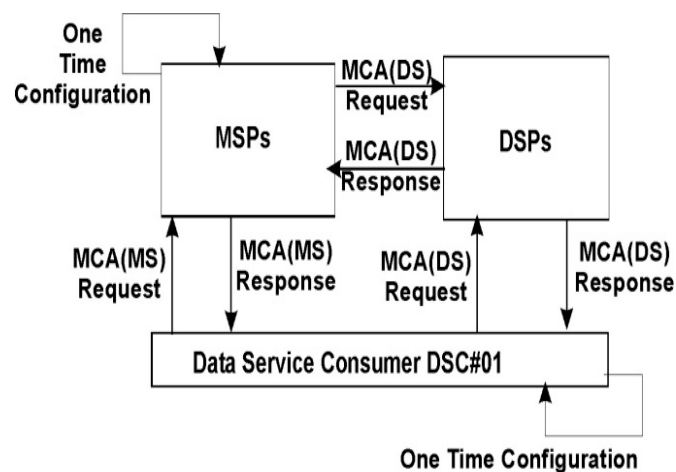 One
Time
Configuration
MSPs
MCA(DS)
Request
MCA(DS)
Response
DSPs
MCA(MS)
Request
MCA(MS)
Response
MCA(DS)
Request
MCA(DS)
Response
Data Service Consumer DSC#01
One Time Configuration